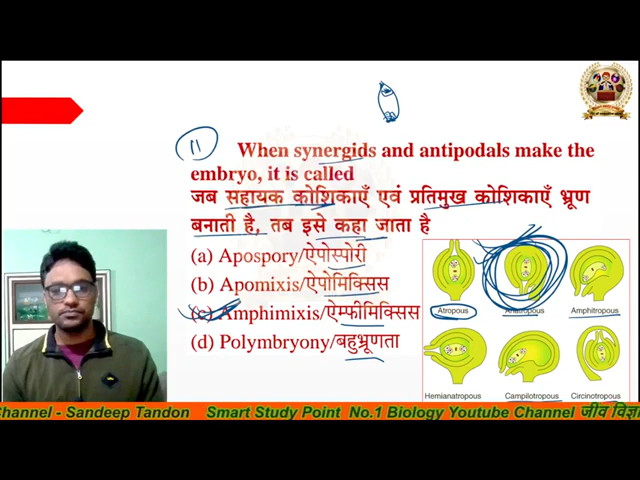 11
When synergids and antipodals make the
embryo, it is called
जब सहायक कोशिकाएँ एवं प्रतिमुख कोशिकाएँ भ्रूण
बनाती है, तब इसे कहा जाता है
(a) Apospory/ऐपोस्पोरी
(b) Apomixis/ऐपोमिक्सिस
(c) Amphimixis/ऐम्फीमिक्सिस
(d) Polymbryony/बहुभ्रूणता
Atropous
Anatropous
Amphitropous
Hemianatropous
Campilotropous
Circinotropous
Channel - Sandeep Tandon Smart Study Point No.1 Biology Youtube Channel जीव विज्ञा